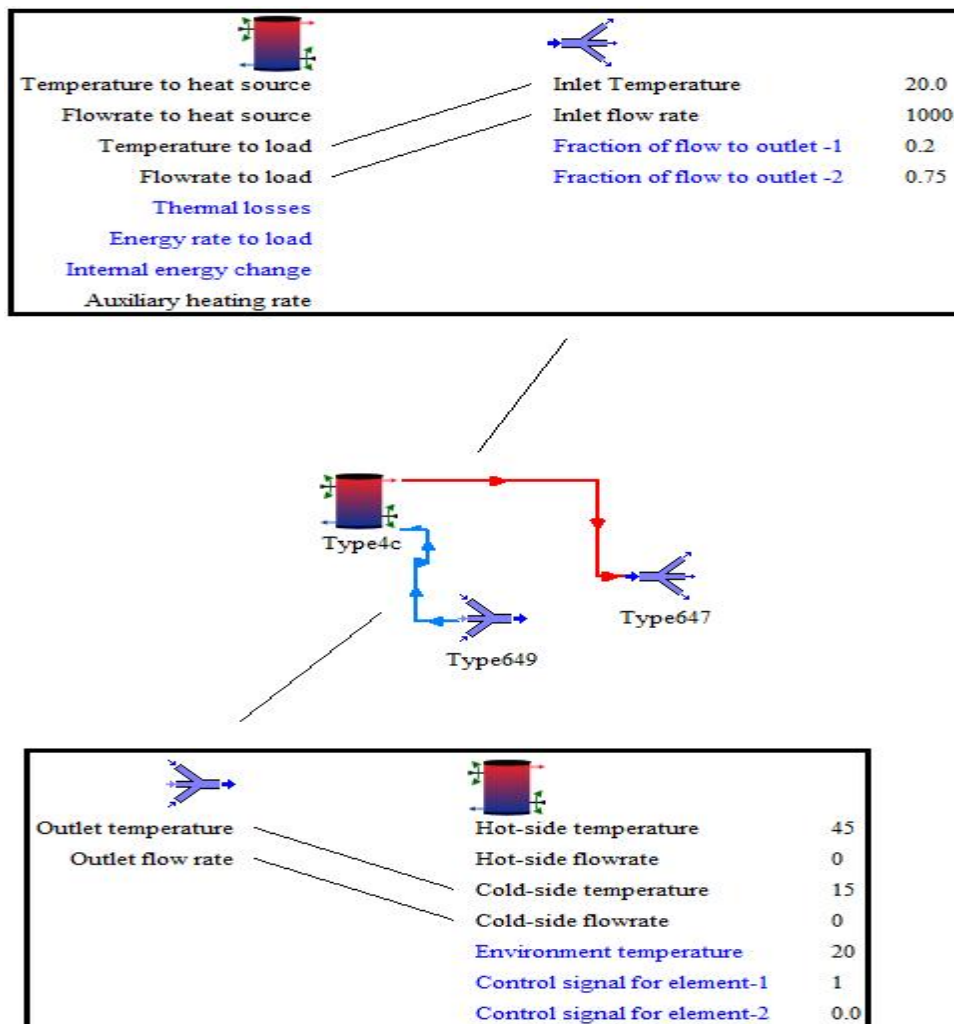 Temperature to heat source Inlet Temperature 20.0
Flowrate to heat source Inlet flow rate 1000
Temperature to load Fraction of flow to outlet -1 0.2
Flowrate to load Fraction of flow to outlet -2 0.75
Thermal losses
Energy rate to load
Internal energy change
Auxiliary heating rate
Type4c
Type647
Type649
Outlet temperature Hot-side temperature 45
Outlet flow rate Hot-side flowrate 0
Cold-side temperature 15
Cold-side flowrate 0
Environment temperature 20
Control signal for element-1 1
Control signal for element-2 0.0